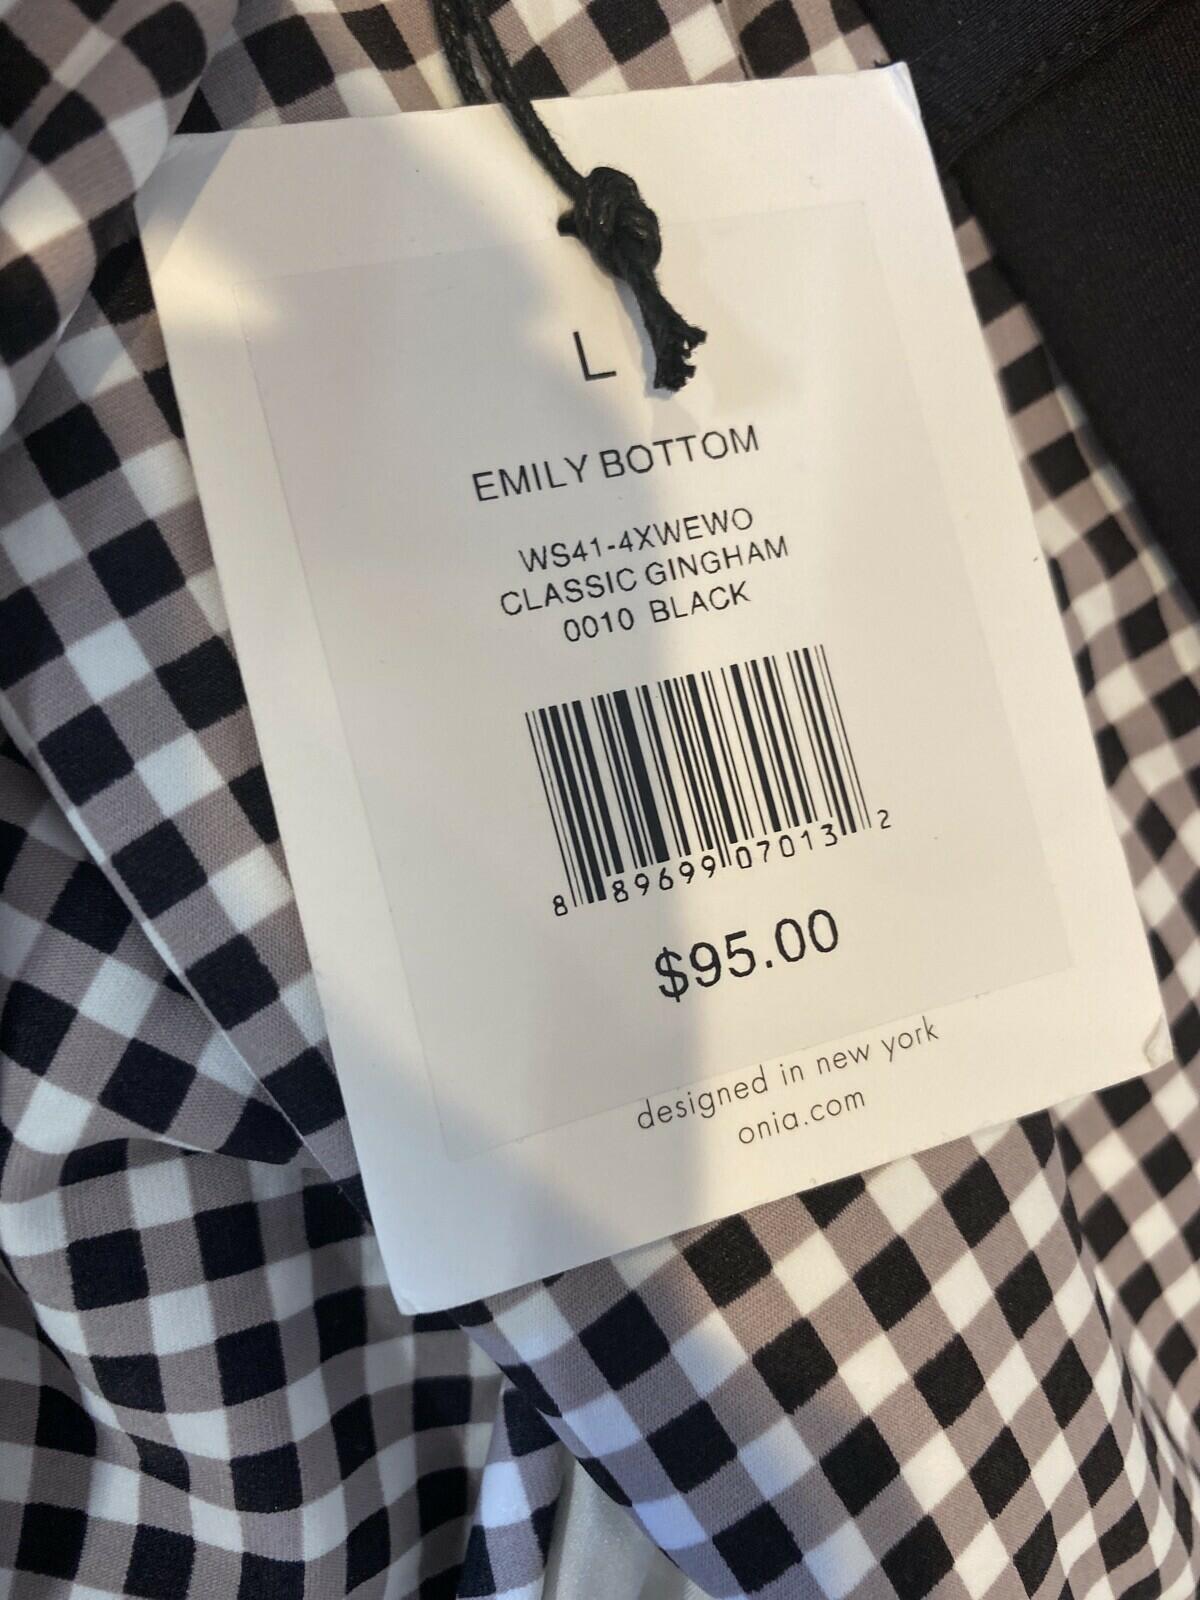 L
EMILY BOTTOM
WS41-4XWEWO
CLASSIC GINGHAM
0010 BLACK
8 89699 07013 2
$95.00
designed in new york
onia.com